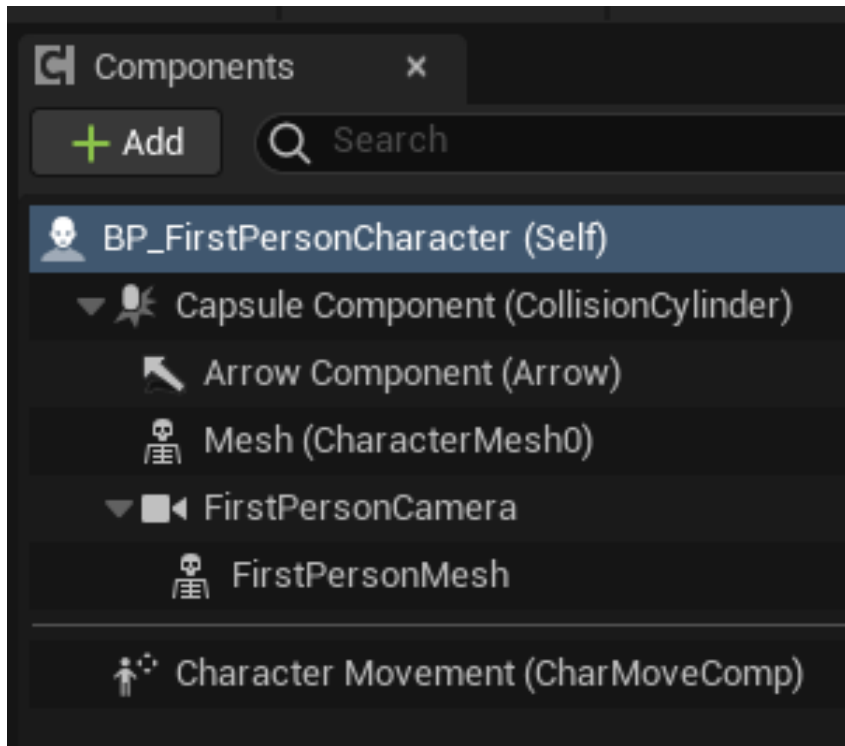 Components
Add
Search
BP_FirstPersonCharacter (Self)
Capsule Component (CollisionCylinder)
Arrow Component (Arrow)
Mesh (CharacterMesh0)
FirstPersonCamera
FirstPersonMesh
Character Movement (CharMoveComp)